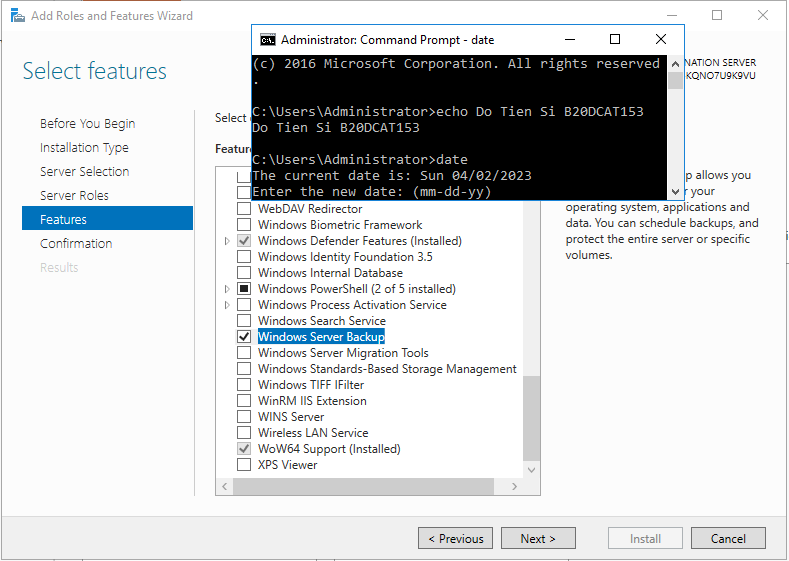 Add Roles and Features Wizard
Administrator: Command Prompt - date
(c) 2016 Microsoft Corporation. All rights reserved
.
C:\Users\Administrator>echo Do Tien Si B20DCAT153
Do Tien Si B20DCAT153
C:\Users\Administrator>date
The current date is: Sun 04/02/2023
Enter the new date: (mm-dd-yy)
Select features
NATION SERVER
KQNO7U9K9VU
Before You Begin
Installation Type
Server Selection
Server Roles
Features
Confirmation
Results
Select
Featur
WebDAV Redirector
Windows Biometric Framework
Windows Defender Features (Installed)
Windows Identity Foundation 3.5
Windows Internal Database
Windows PowerShell (2 of 5 installed)
Windows Process Activation Service
Windows Search Service
Windows Server Backup
Windows Server Migration Tools
Windows Standards-Based Storage Management
Windows TIFF IFilter
WinRM IIS Extension
WINS Server
Wireless LAN Service
WoW64 Support (Installed)
XPS Viewer
p allows you
r your
operating system, applications and
data. You can schedule backups, and
protect the entire server or specific
volumes.
< Previous
Next >
Install
Cancel